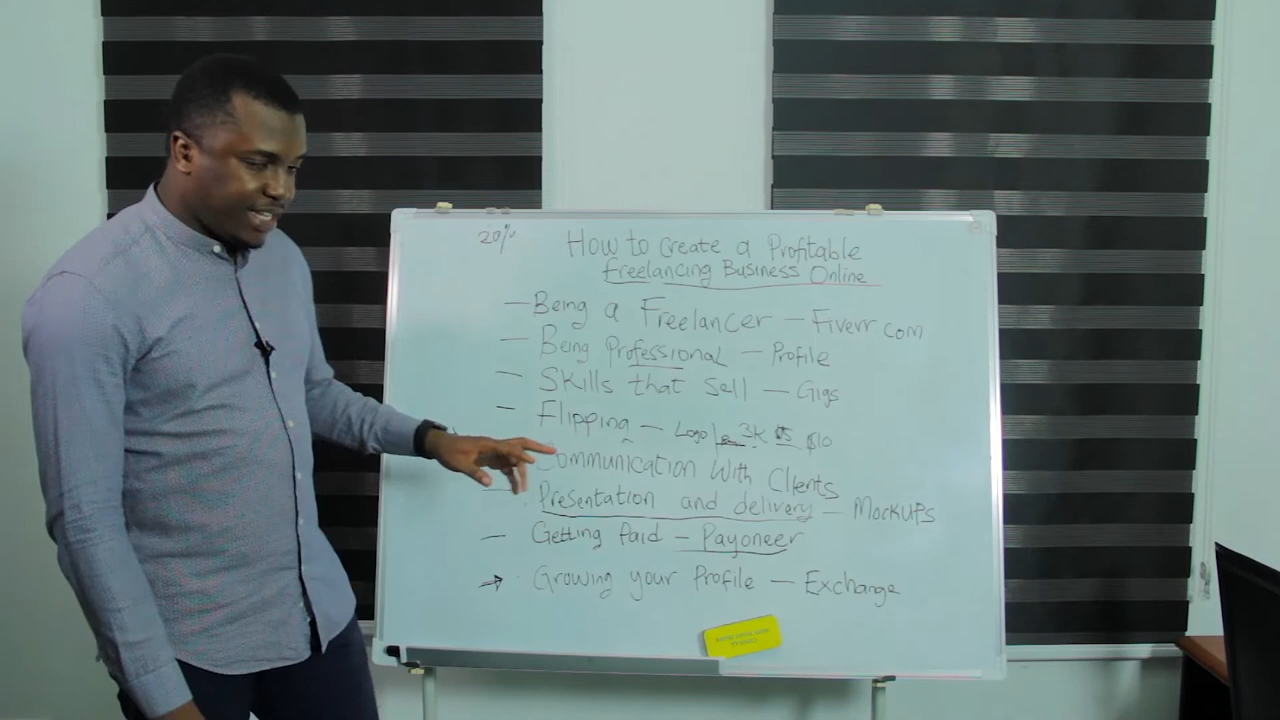 20%
How to create a Profitable
Freelancing Business Online
— Being a Freelancer — Fiverr com
— Being Professional — Profile
— Skills that sell — Gigs
— Flipping — Logo 3K $5 $10
Communication With Clients
— Presentation and delivery — Mockups
— Getting Paid — Payoneer
→ Growing your Profile — Exchange